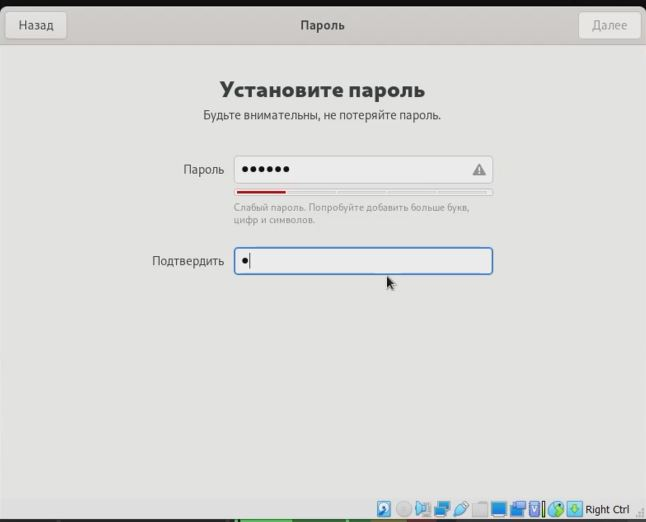 Назад
Пароль
Далее
Установите пароль
Будьте внимательны, не потеряйте пароль.
Пароль
Слабый пароль. Попробуйте добавить больше букв,
цифр и символов.
Подтвердить
Right Ctrl